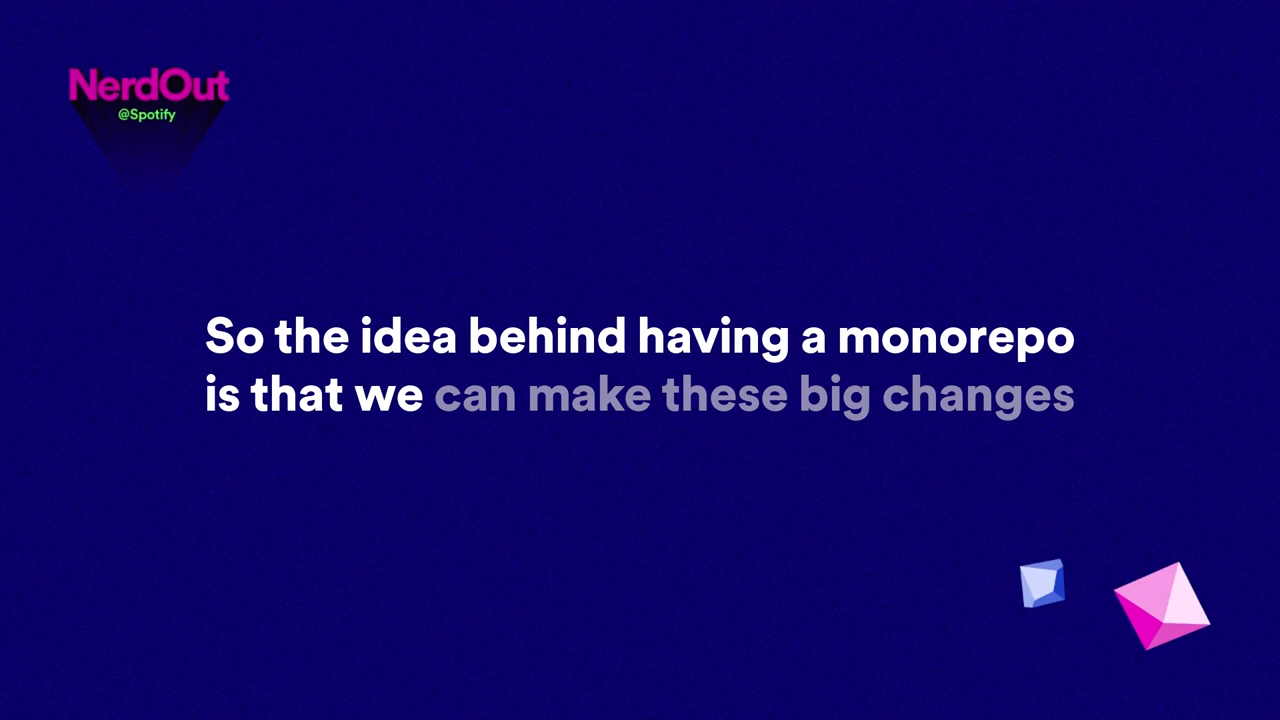 NerdOut
@Spotify
So the idea behind having a monorepo
is that we can make these big changes